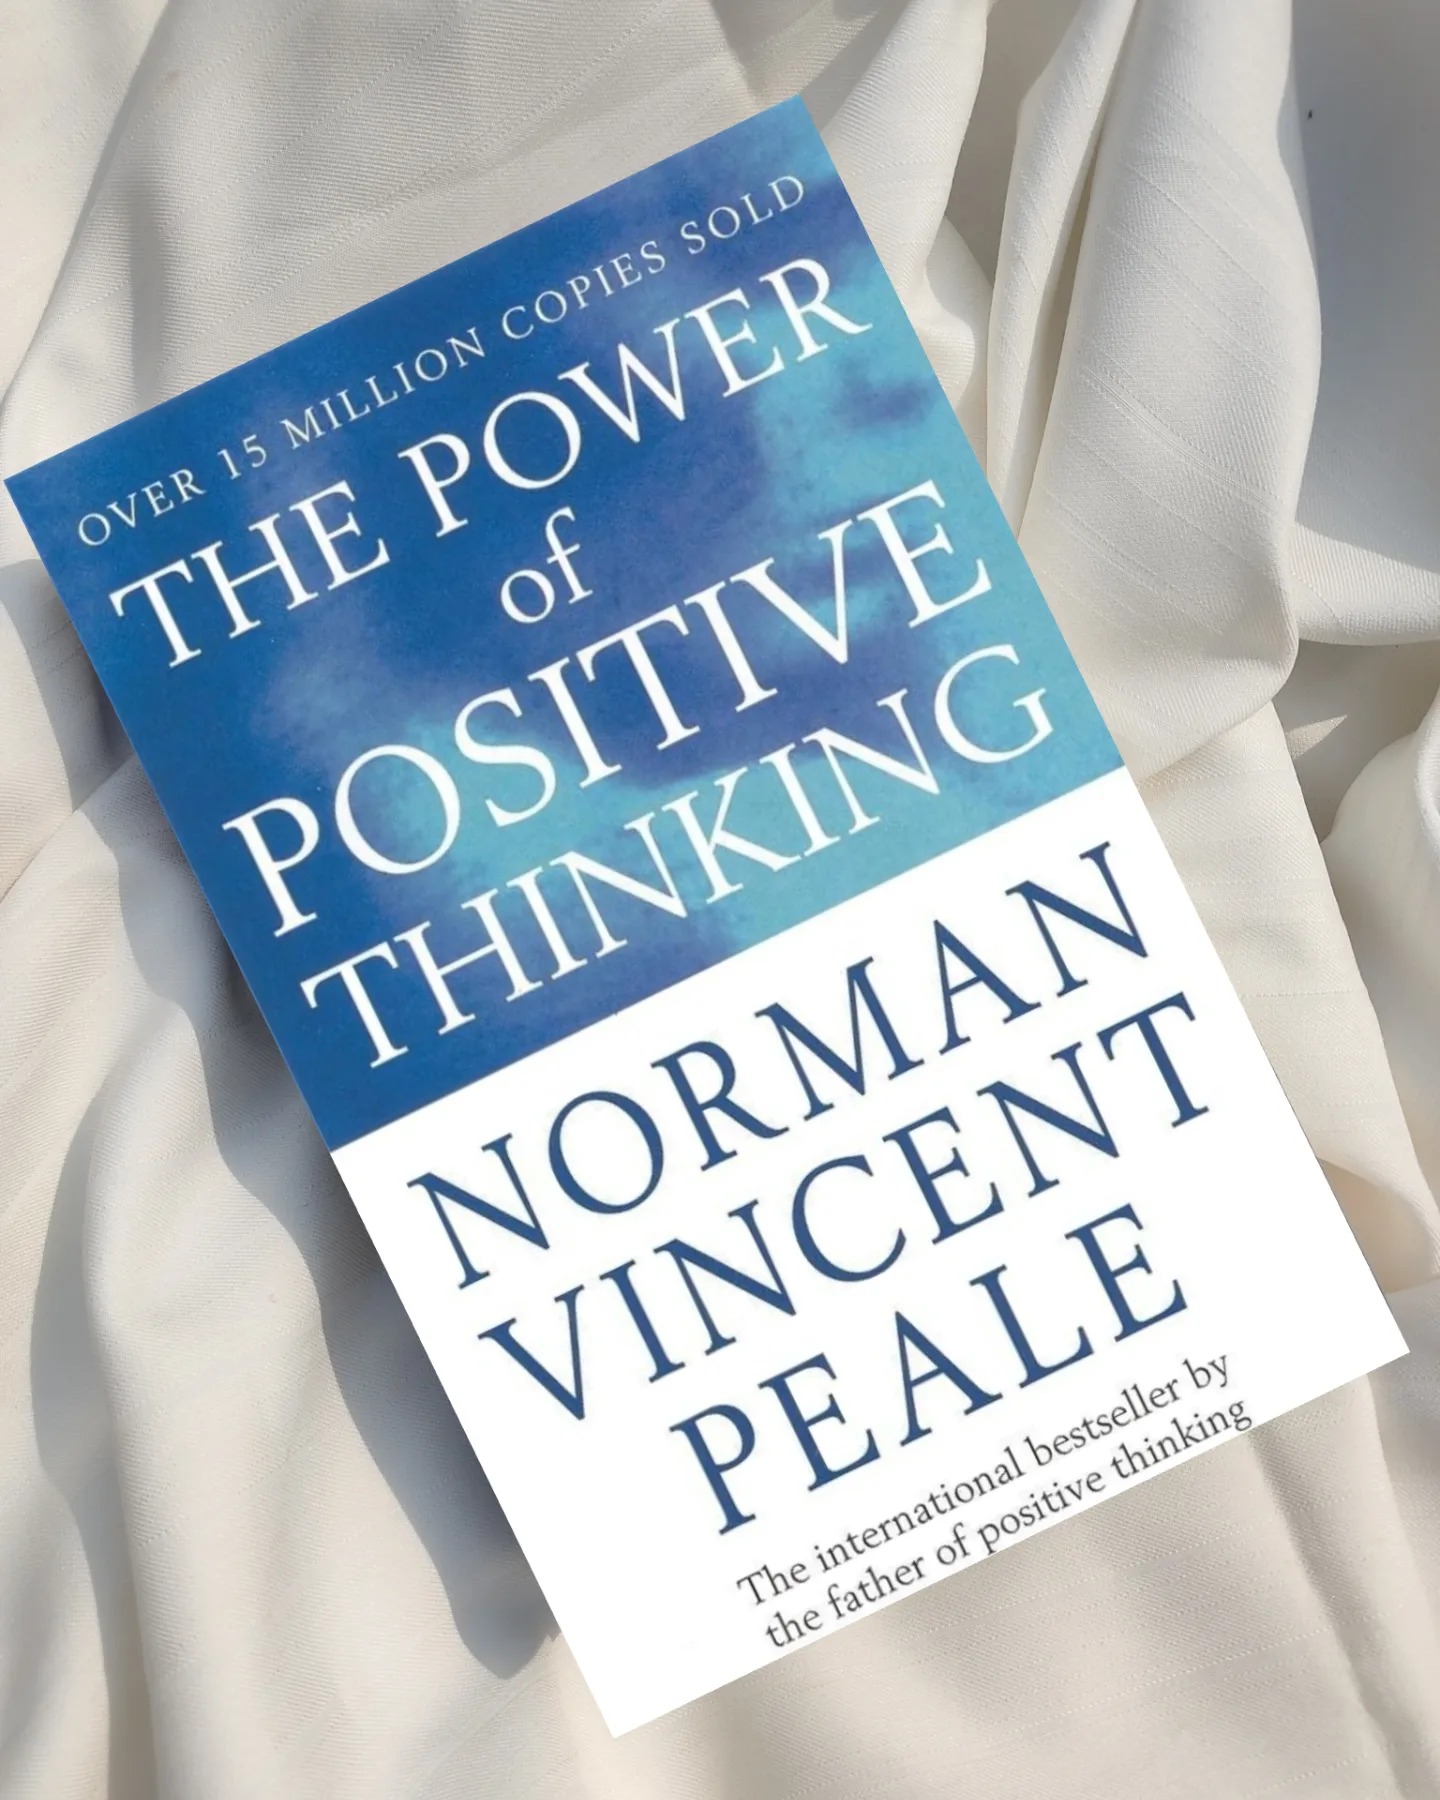 OVER 15 MILLION COPIES SOLD
THE POWER
of
POSITIVE
THINKING
NORMAN
VINCENT
PEALE
The international bestseller by
the father of positive thinking